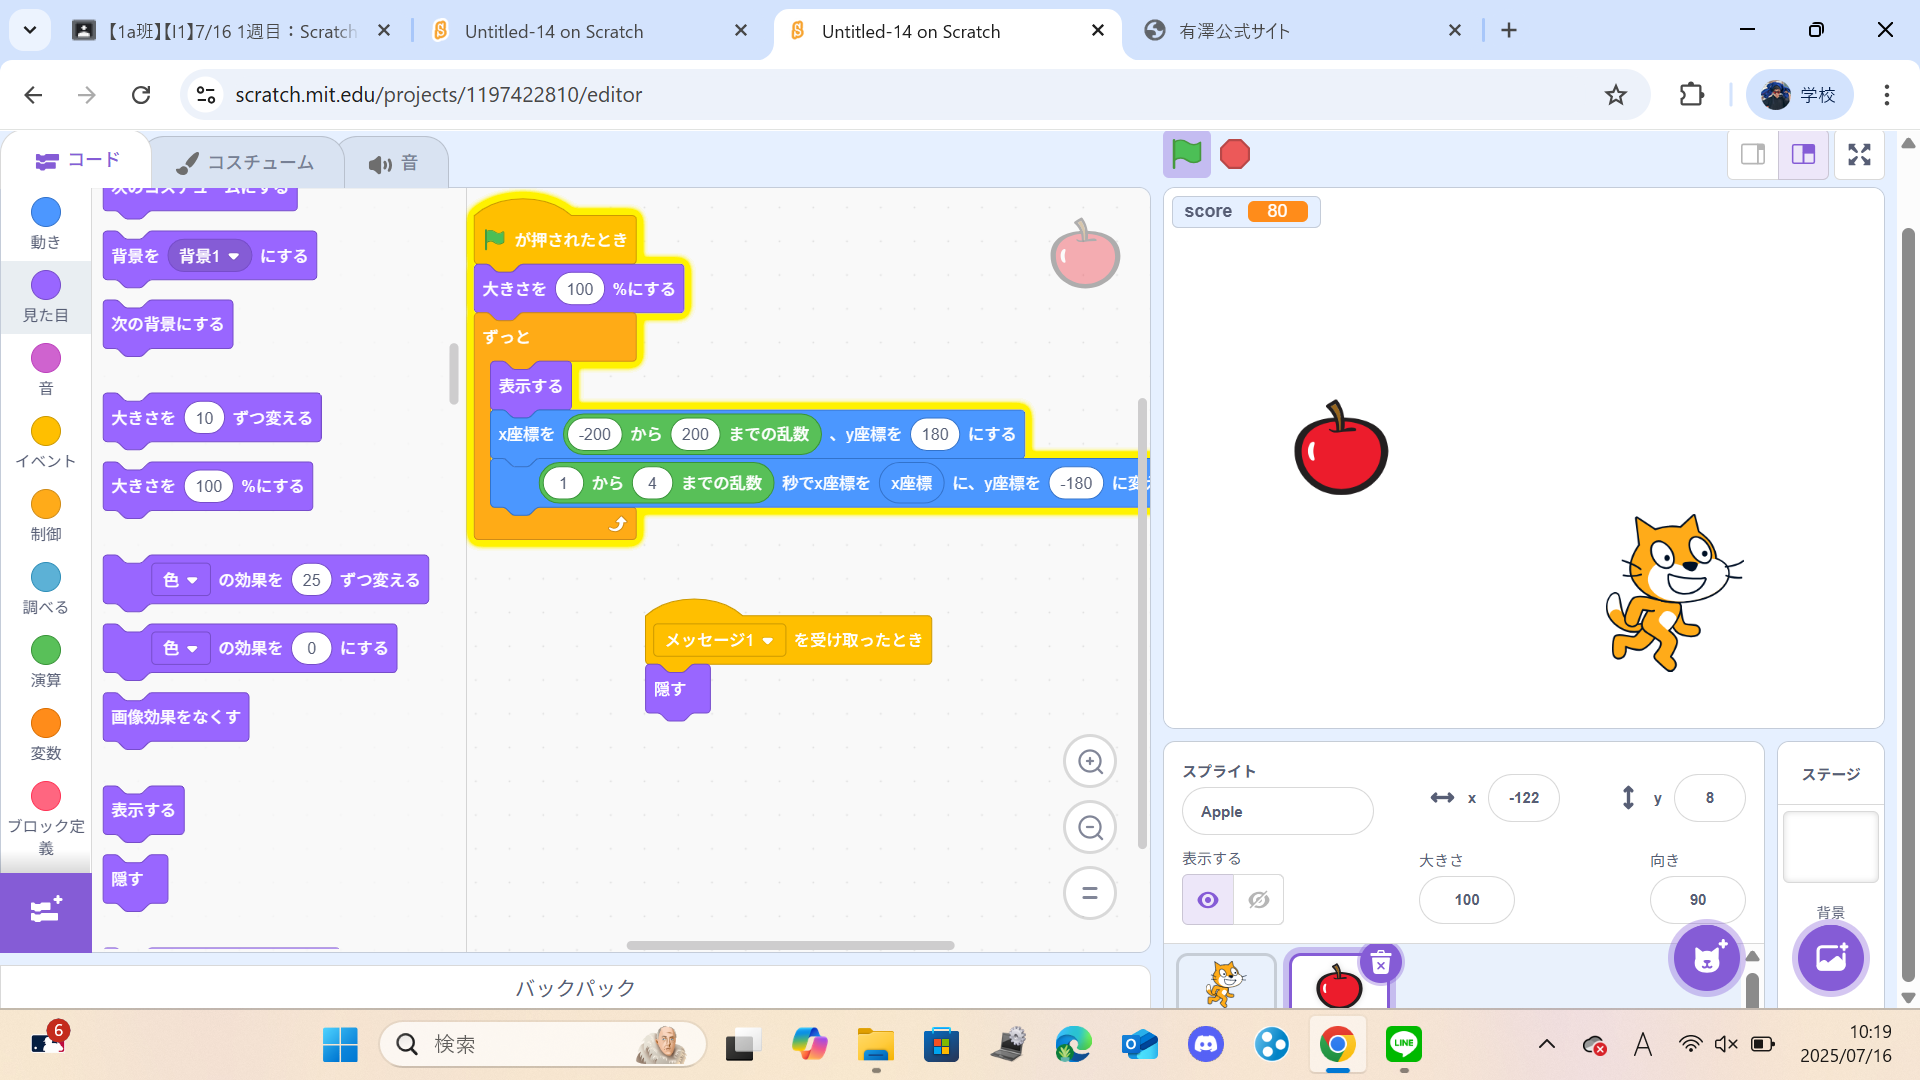 【1a班】【I1】7/16 1週目：Scratch
Untitled-14 on Scratch
Untitled-14 on Scratch
有澤公式サイト
scratch.mit.edu/projects/1197422810/editor
学校
コード
コスチューム
音
動き
見た目
音
イベント
制御
調べる
演算
変数
ブロック定
義
次のコスチュームにする
背景を 背景1 にする
次の背景にする
大きさを 10 ずつ変える
大きさを 100 %にする
色 の効果を 25 ずつ変える
色 の効果を 0 にする
画像効果をなくす
表示する
隠す
が押されたとき
大きさを 100 %にする
ずっと
表示する
x座標を -200 から 200 までの乱数 、y座標を 180 にする
1 から 4 までの乱数 秒でx座標を x座標 に、y座標を -180 に変
メッセージ1 を受け取ったとき
隠す
バックパック
score 80
スプライト
Apple
x -122
y 8
表示する
大きさ
100
向き
90
ステージ
背景
6
検索
LINE
A
10:19
2025/07/16